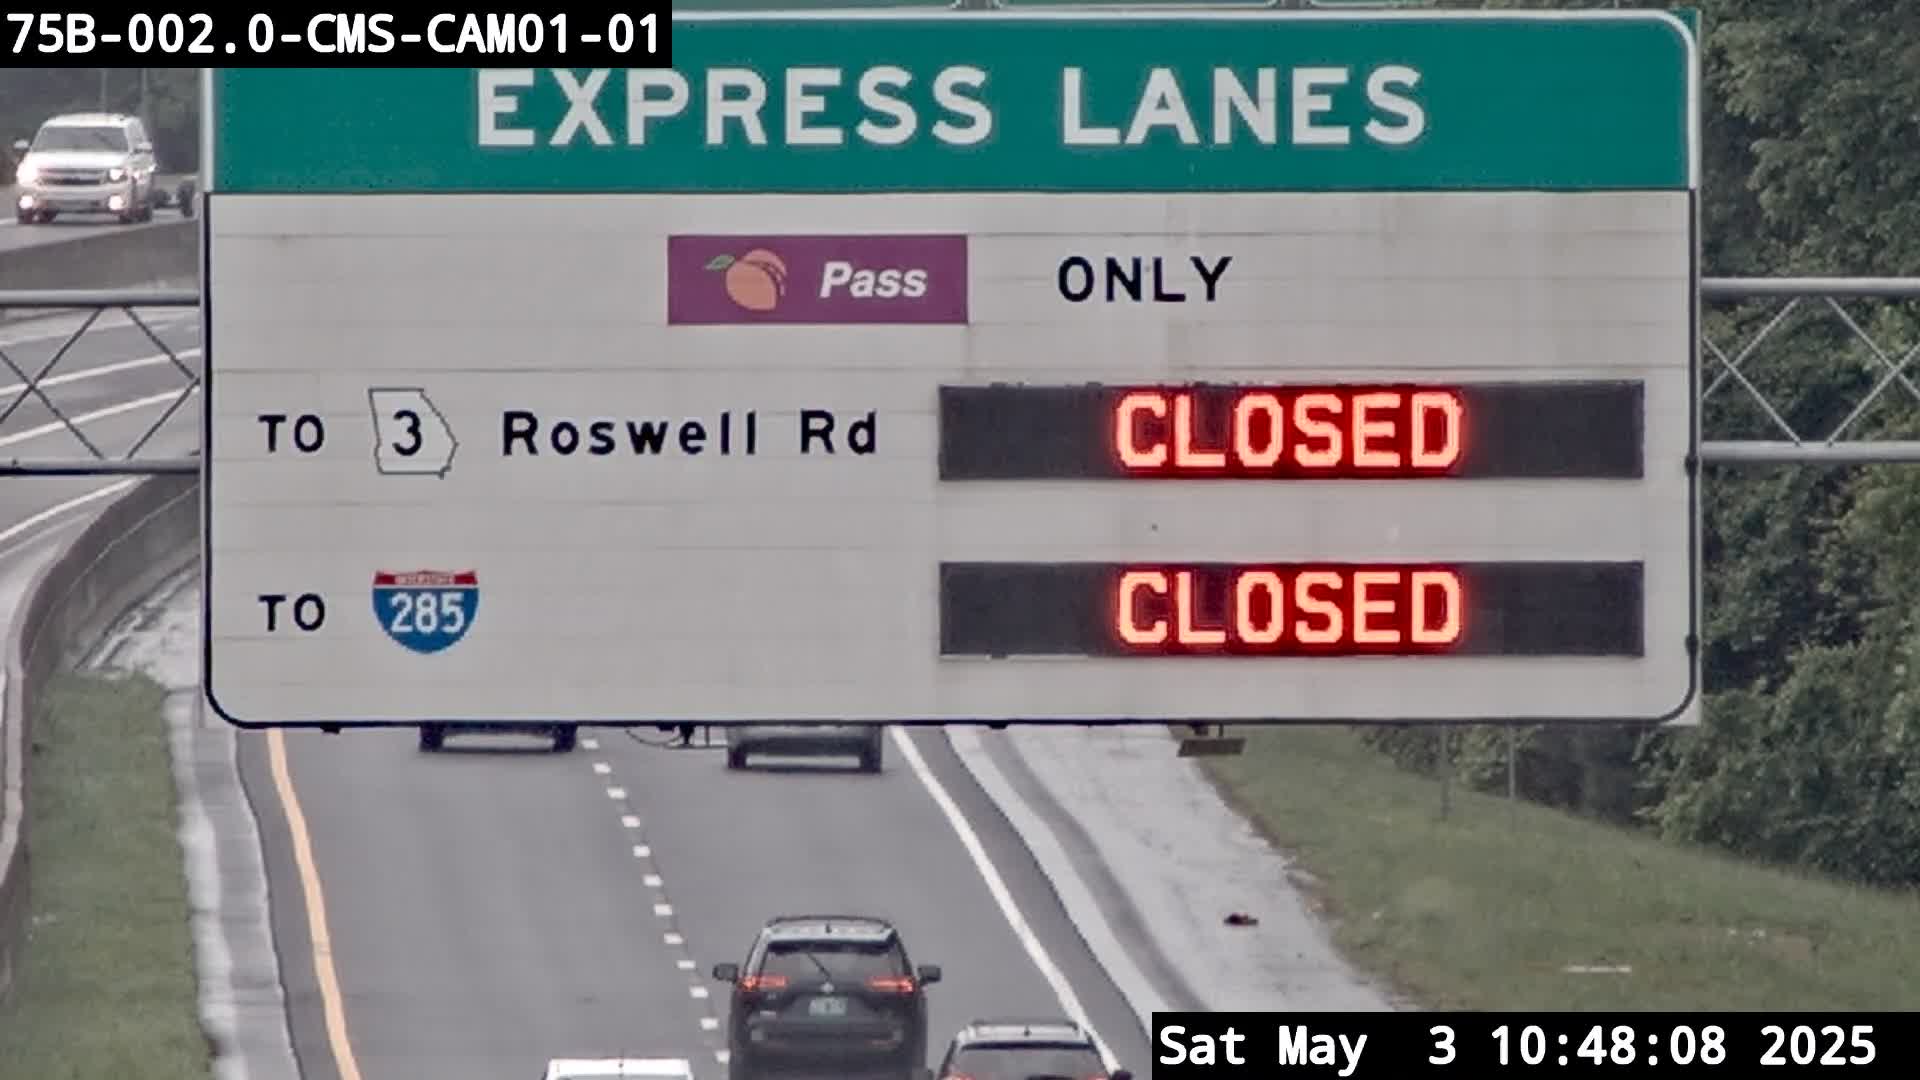 75B-002.0-CMS-CAM01-01
EXPRESS LANES
Pass ONLY
TO 3 Roswell Rd CLOSED
INTERSTATE
TO 285 CLOSED
Sat May 3 10:48:08 2025